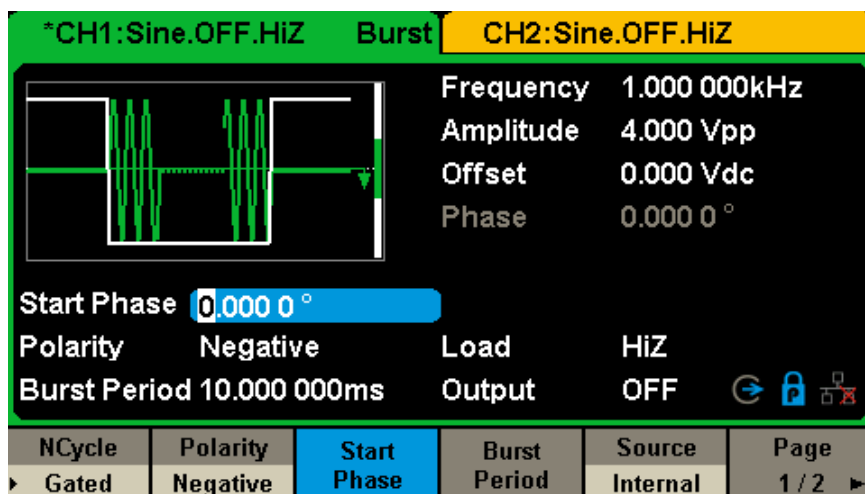 *CH1:Sine.OFF.HiZ Burst CH2:Sine.OFF.HiZ
Frequency 1.000 000kHz
Amplitude 4.000 Vpp
Offset 0.000 Vdc
Phase 0.000 0 °
Start Phase 0.000 0 °
Polarity Negative Load HiZ
Burst Period 10.000 000ms Output OFF P
NCycle Polarity Start Burst Source Page
Gated Negative Phase Period Internal 1/2